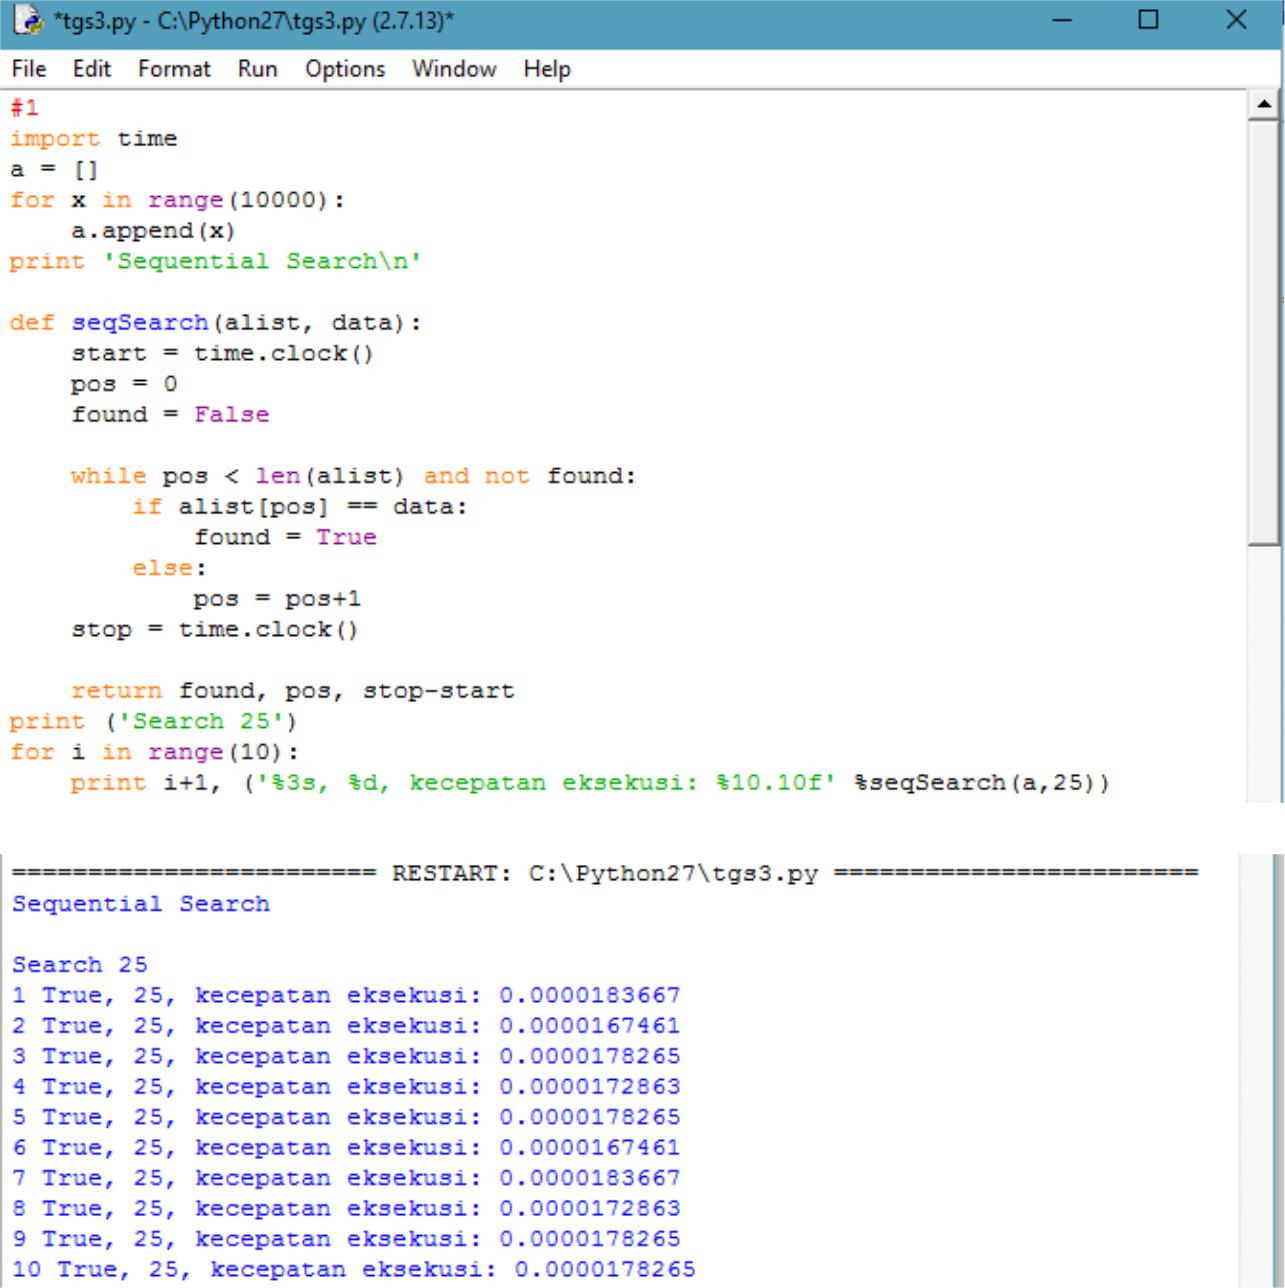 *tgs3.py - C:\Python27\tgs3.py (2.7.13)*
File Edit Format Run Options Window Help
#1
import time
a = []
for x in range(10000):
    a.append(x)
print 'Sequential Search\n'

def seqSearch(alist, data):
    start = time.clock()
    pos = 0
    found = False

    while pos < len(alist) and not found:
        if alist[pos] == data:
            found = True
        else:
            pos = pos+1
    stop = time.clock()

    return found, pos, stop-start
print ('Search 25')
for i in range(10):
    print i+1, ('%3s, %d, kecepatan eksekusi: %10.10f' %seqSearch(a,25))

======================== RESTART: C:\Python27\tgs3.py ========================
Sequential Search

Search 25
1 True, 25, kecepatan eksekusi: 0.0000183667
2 True, 25, kecepatan eksekusi: 0.0000167461
3 True, 25, kecepatan eksekusi: 0.0000178265
4 True, 25, kecepatan eksekusi: 0.0000172863
5 True, 25, kecepatan eksekusi: 0.0000178265
6 True, 25, kecepatan eksekusi: 0.0000167461
7 True, 25, kecepatan eksekusi: 0.0000183667
8 True, 25, kecepatan eksekusi: 0.0000172863
9 True, 25, kecepatan eksekusi: 0.0000178265
10 True, 25, kecepatan eksekusi: 0.0000178265